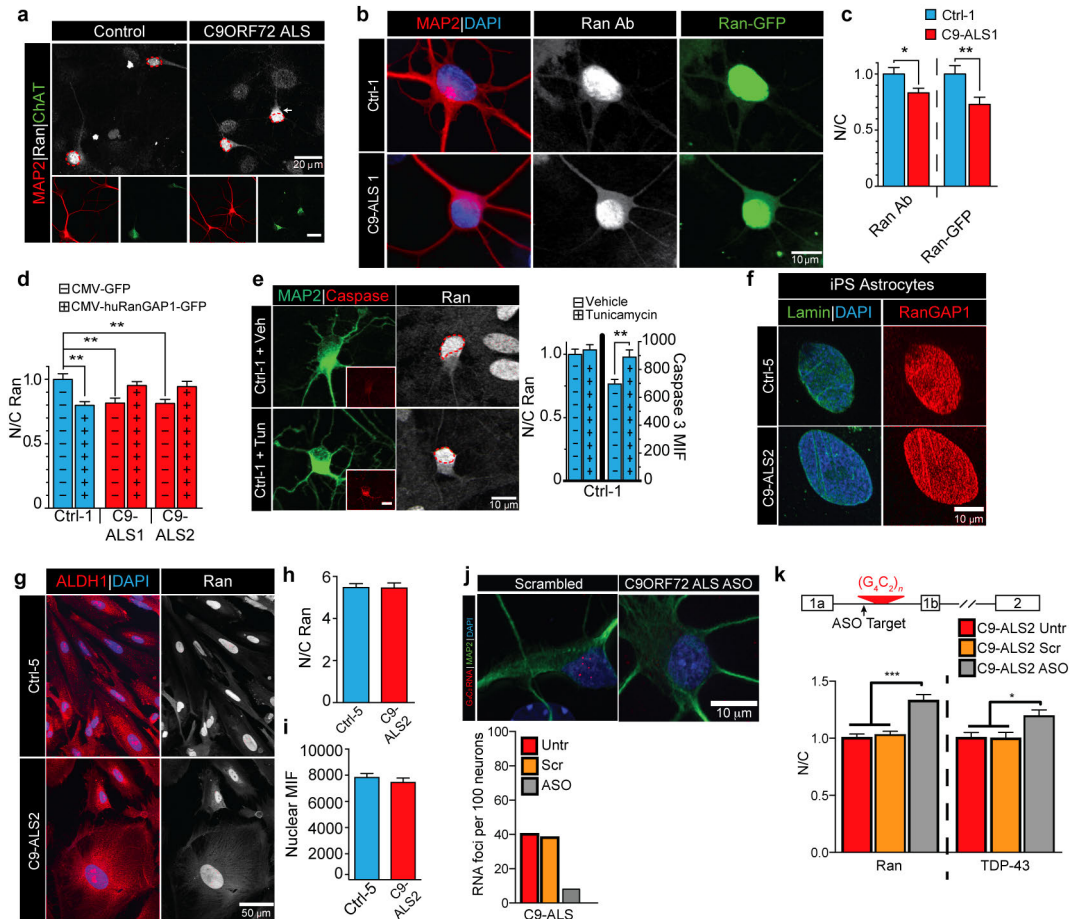 a
Control
C9ORF72 ALS
MAP2|Ran|ChAT
20 μm
b
MAP2|DAPI
Ran Ab
Ran-GFP
Ctrl-1
C9-ALS 1
10 μm
c
Ctrl-1
C9-ALS1
*
**
N/C
1.0
0.5
0
Ran Ab
Ran-GFP
d
CMV-GFP
CMV-huRanGAP1-GFP
**
**
**
N/C Ran
1.0
0.5
0
Ctrl-1
C9-ALS1
C9-ALS2
e
MAP2|Caspase
Ran
Ctrl-1 + Veh
Ctrl-1 + Tun
10 μm
Vehicle
Tunicamycin
**
N/C Ran
1.0
0.5
0
1000
800
600
400
200
0
Caspase 3 MIF
Ctrl-1
f
iPS Astrocytes
Lamin|DAPI
RanGAP1
Ctrl-5
C9-ALS2
10 μm
g
ALDH1|DAPI
Ran
Ctrl-5
C9-ALS2
50 μm
h
N/C Ran
6
4
2
0
Ctrl-5
C9-ALS2
i
Nuclear MIF
10000
8000
6000
4000
2000
0
Ctrl-5
C9-ALS2
j
Scrambled
C9ORF72 ALS ASO
G₄C₂RNA|MAP2|DAPI
10 μm
Untr
Scr
ASO
RNA foci per 100 neurons
100
80
60
40
20
0
C9-ALS
k
(G₄C₂)n
1a
1b
2
ASO Target
C9-ALS2 Untr
C9-ALS2 Scr
C9-ALS2 ASO
***
*
N/C
1.5
1.0
0.5
0
Ran
TDP-43